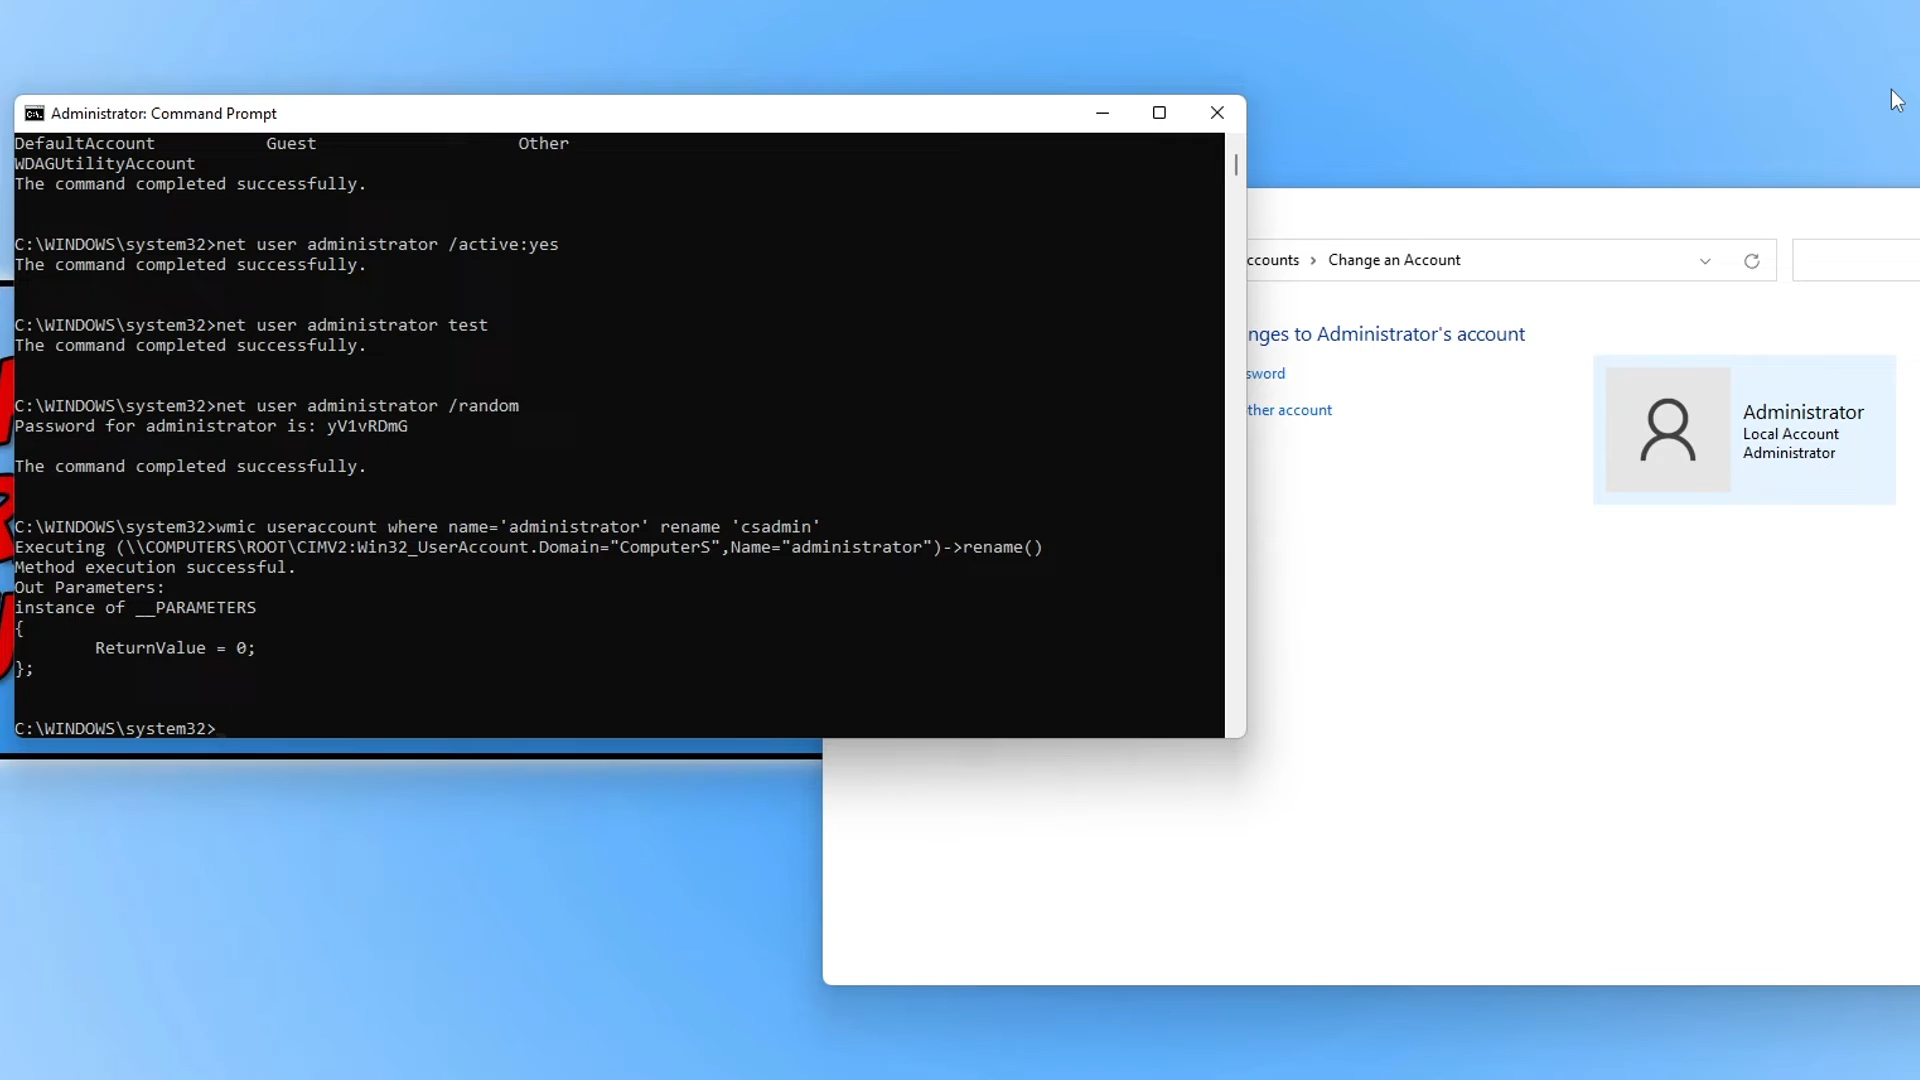 Administrator: Command Prompt
DefaultAccount Guest Other
WDAGUtilityAccount
The command completed successfully.
C:\WINDOWS\system32>net user administrator /active:yes
The command completed successfully.
C:\WINDOWS\system32>net user administrator test
The command completed successfully.
C:\WINDOWS\system32>net user administrator /random
Password for administrator is: yV1vRDmG
The command completed successfully.
C:\WINDOWS\system32>wmic useraccount where name='administrator' rename 'csadmin'
Executing (\\COMPUTERS\ROOT\CIMV2:Win32_UserAccount.Domain="ComputerS",Name="administrator")->rename()
Method execution successful.
Out Parameters:
instance of __PARAMETERS
{
ReturnValue = 0;
};
C:\WINDOWS\system32>
ccounts > Change an Account
nges to Administrator's account
sword
ther account
Administrator
Local Account
Administrator